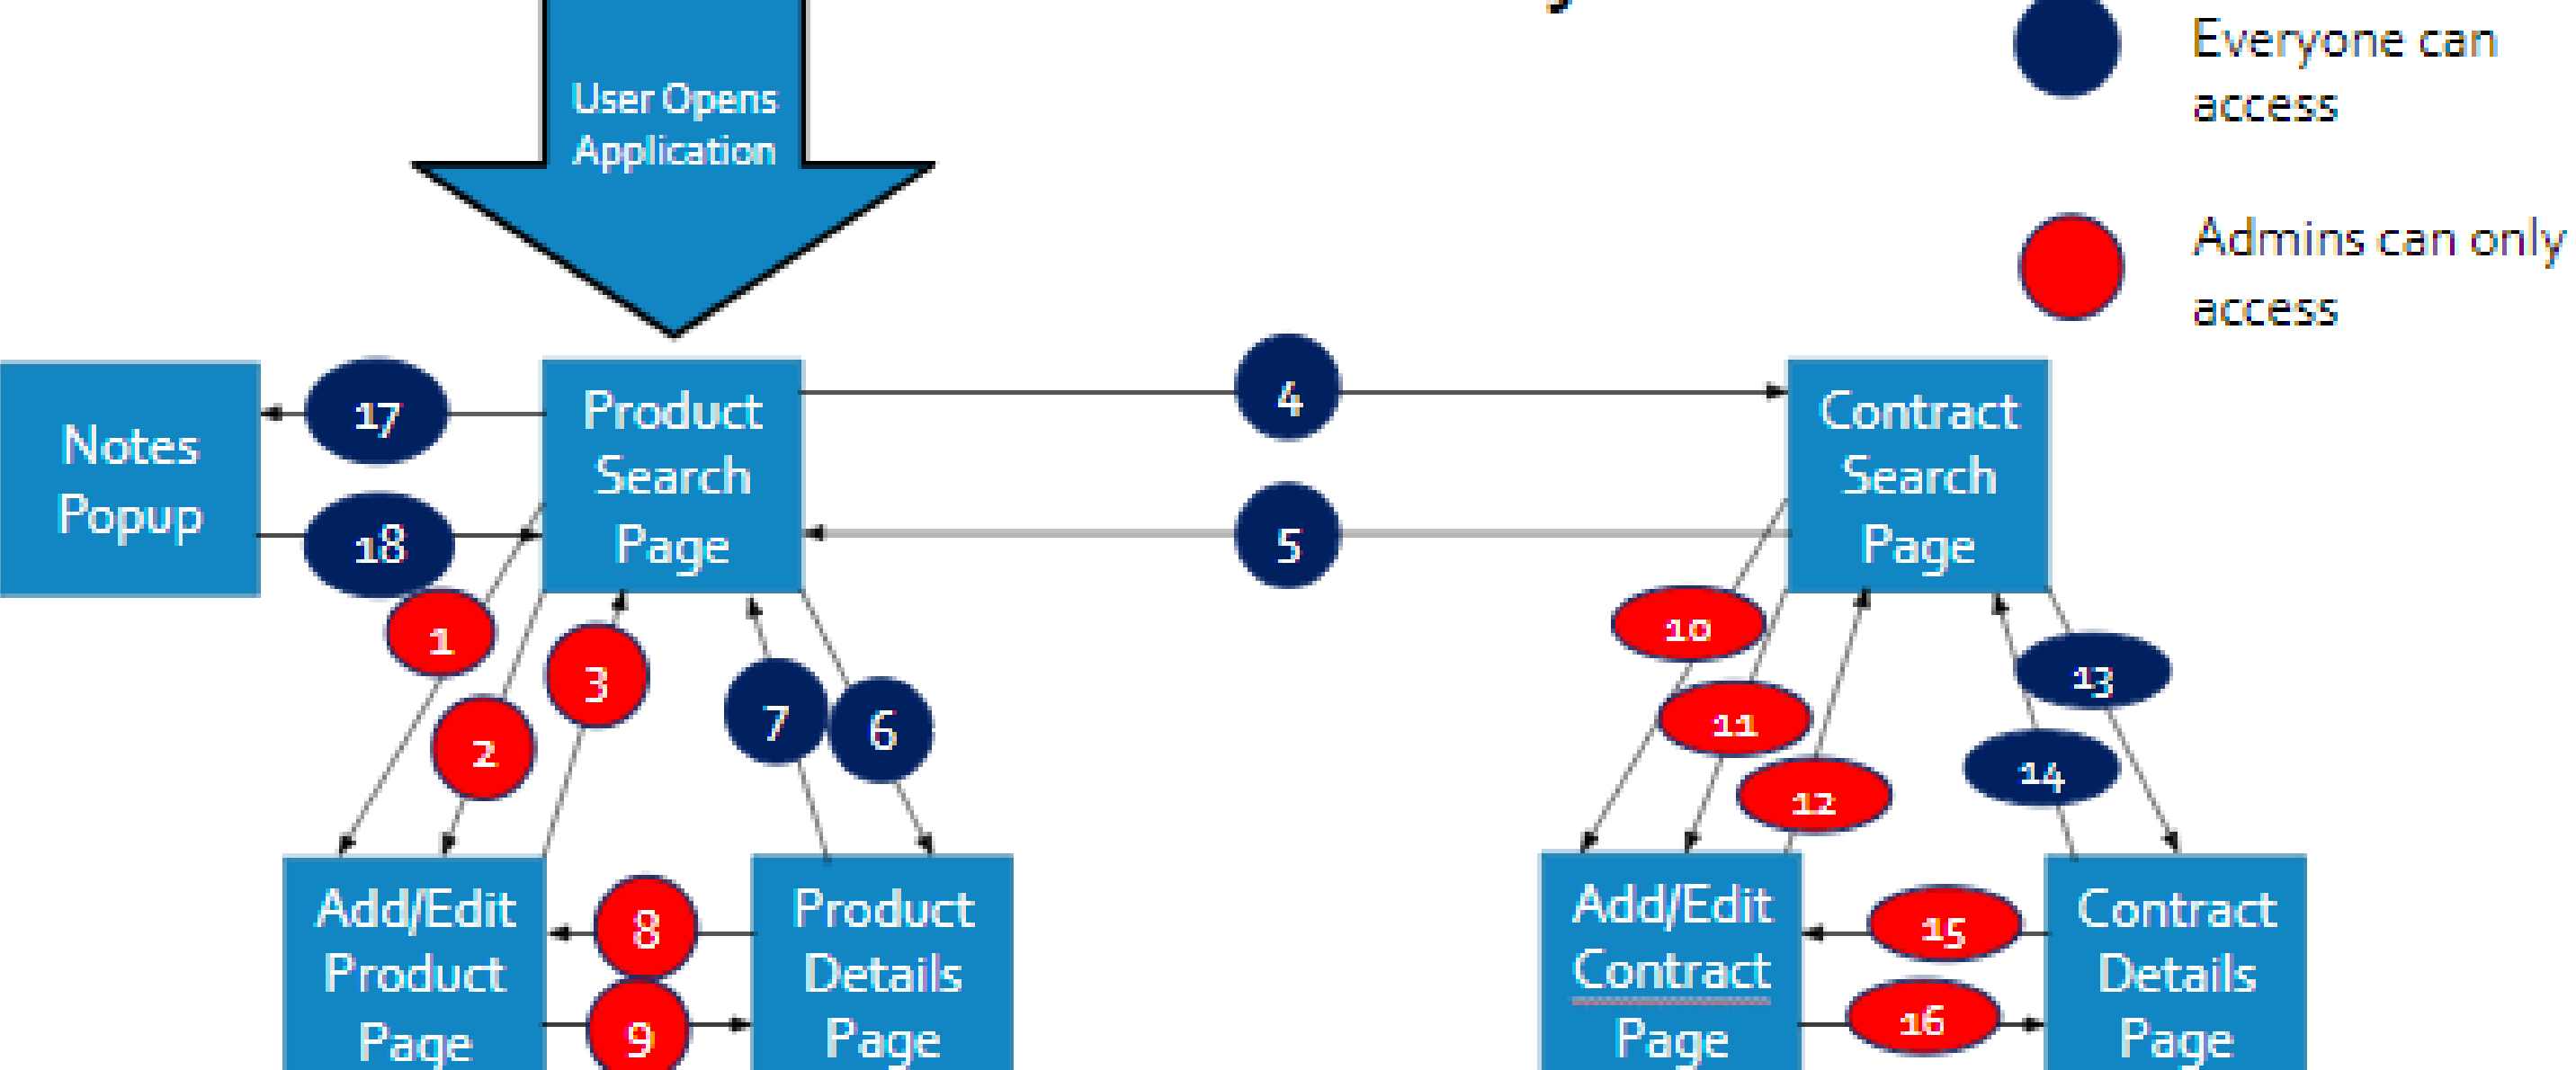 User Opens
Application
Everyone can
access
Admins can only
access
Notes
Popup
17
18
Product
Search
Page
4
5
Contract
Search
Page
1
2
3
7
6
10
11
12
13
14
Add/Edit
Product
Page
8
9
Product
Details
Page
Add/Edit
Contract
Page
15
16
Contract
Details
Page